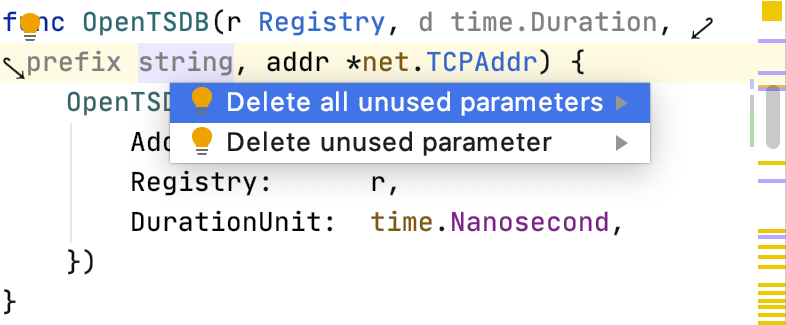 func OpenTSDB(r Registry, d time.Duration,
prefix string, addr *net.TCPAddr) {
OpenTSD
Delete all unused parameters
Add
Delete unused parameter
Registry: r,
DurationUnit: time.Nanosecond,
})
}